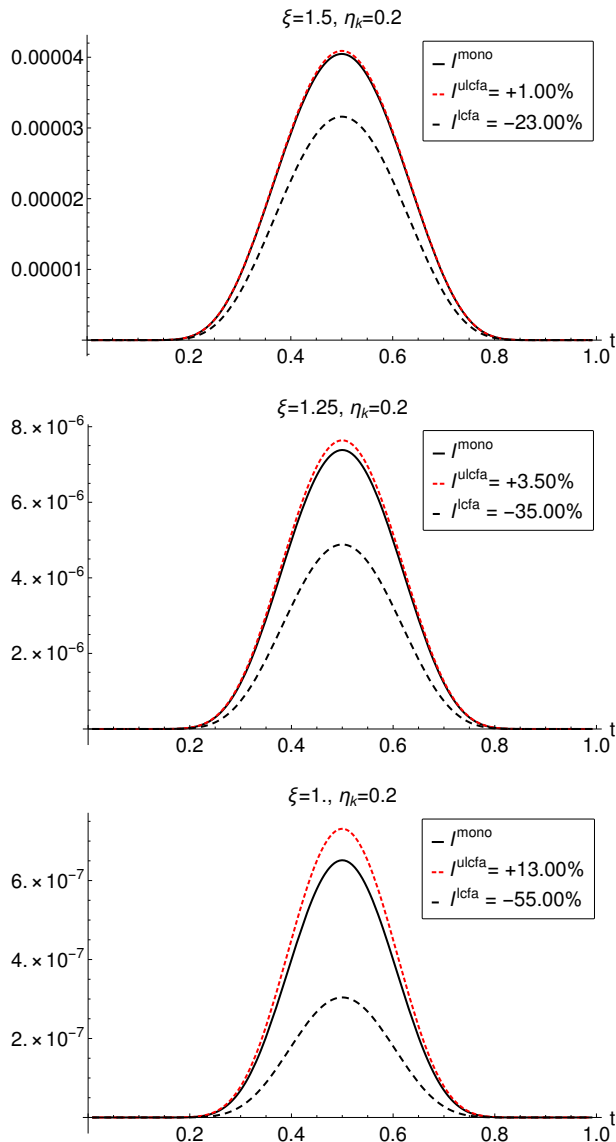 ξ=1.5, η_k=0.2
0.00004
0.00003
0.00002
0.00001
I^mono
I^ulcfa = +1.00%
I^lcfa = −23.00%
0.2 0.4 0.6 0.8 1.0 t
ξ=1.25, η_k=0.2
8.×10^-6
6.×10^-6
4.×10^-6
2.×10^-6
I^mono
I^ulcfa = +3.50%
I^lcfa = −35.00%
0.2 0.4 0.6 0.8 1.0 t
ξ=1., η_k=0.2
6.×10^-7
4.×10^-7
2.×10^-7
I^mono
I^ulcfa = +13.00%
I^lcfa = −55.00%
0.2 0.4 0.6 0.8 1.0 t